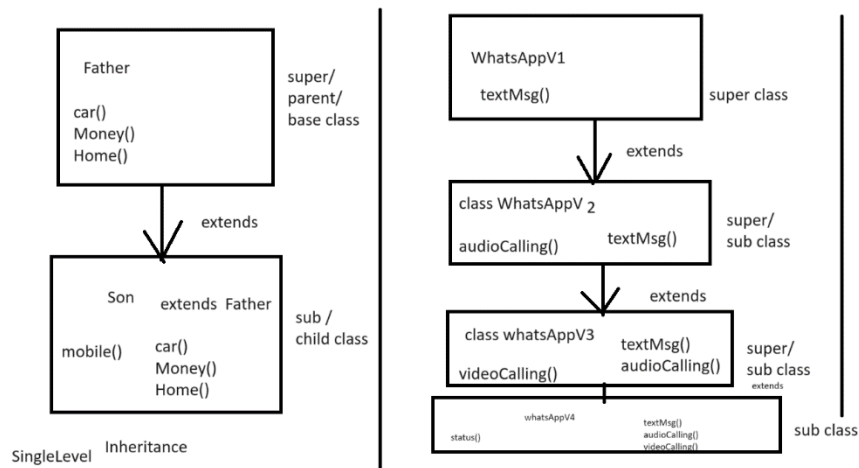 Father
car()
Money()
Home()
super/
parent/
base class
extends
Son extends Father
mobile()
car()
Money()
Home()
sub /
child class
SingleLevel Inheritance
WhatsAppV1
textMsg()
super class
extends
class WhatsAppV 2
audioCalling() textMsg()
super/
sub class
extends
class whatsAppV3
videoCalling()
textMsg()
audioCalling()
super/
sub class
extends
whatsAppV4
status()
textMsg()
audioCalling()
videoCalling()
sub class